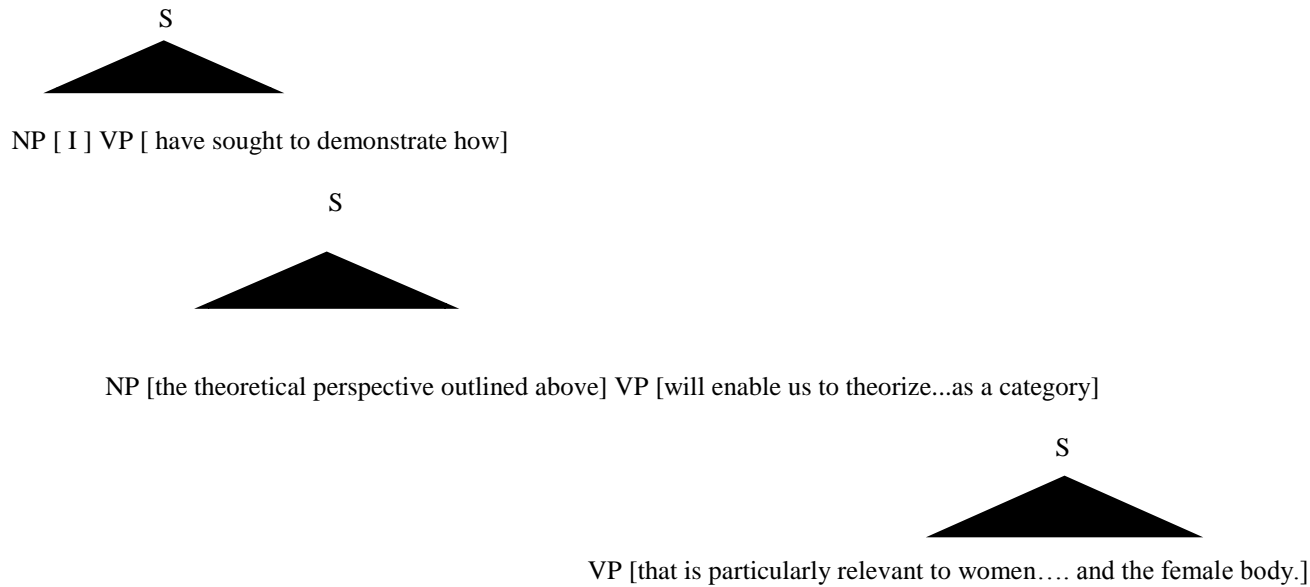 S
NP [ I ] VP [ have sought to demonstrate how]
S
NP [the theoretical perspective outlined above] VP [will enable us to theorize...as a category]
S
VP [that is particularly relevant to women…. and the female body.]